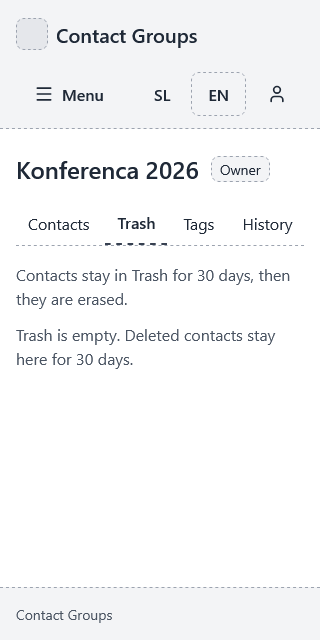 Contact Groups
Menu
SL
EN
Konferenca 2026
Owner
Contacts
Trash
Tags
History
Contacts stay in Trash for 30 days, then
they are erased.
Trash is empty. Deleted contacts stay
here for 30 days.
Contact Groups